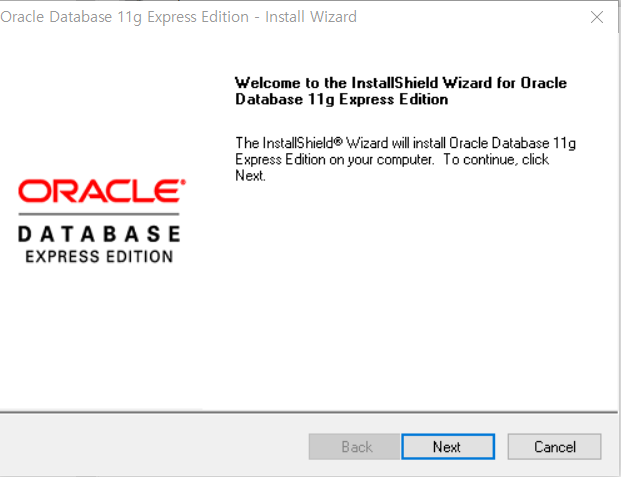 Oracle Database 11g Express Edition - Install Wizard
Welcome to the InstallShield Wizard for Oracle
Database 11g Express Edition
The InstallShield® Wizard will install Oracle Database 11g
Express Edition on your computer. To continue, click
Next.
ORACLE®
DATABASE
EXPRESS EDITION
Back
Next
Cancel